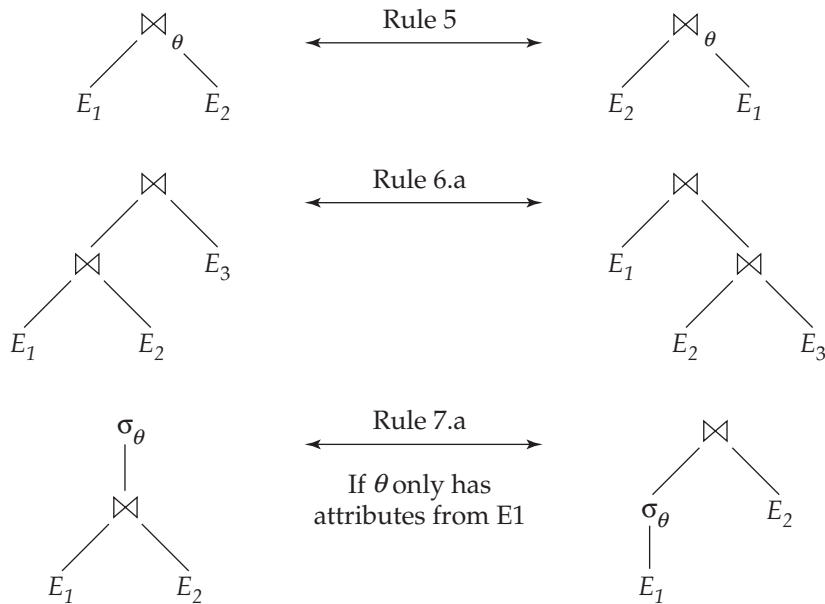 ⋈θ Rule 5 ⋈θ
E1 E2 E2 E1
⋈ Rule 6.a ⋈
⋈ E3 E1 ⋈
E1 E2 E2 E3
σθ Rule 7.a ⋈
If θ only has
attributes from E1
⋈ σθ E2
E1 E2 E1